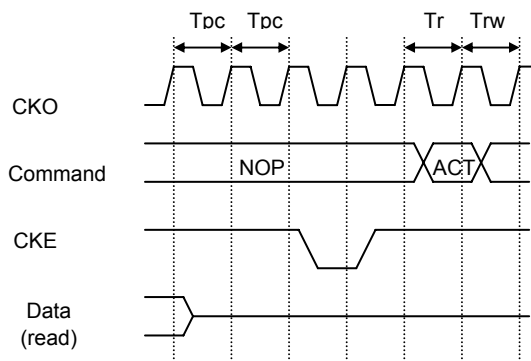 Tpc Tpc Tr Trw
CKO
Command NOP ACT
CKE
Data
(read)